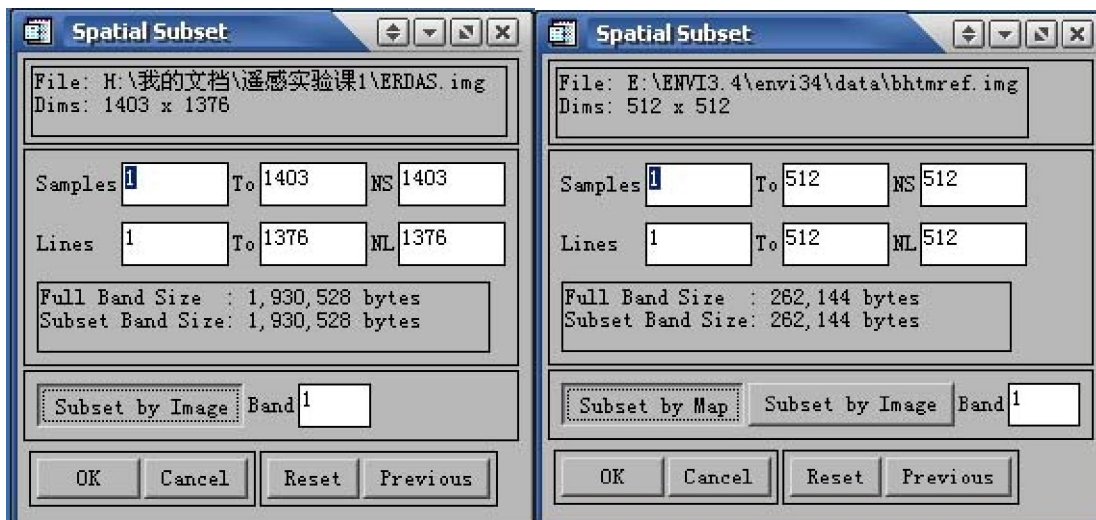 Spatial Subset
File: H:\我的文档\遥感实验课1\ERDAS.img
Dims: 1403 x 1376
Samples 1 To 1403 NS 1403
Lines 1 To 1376 NL 1376
Full Band Size : 1,930,528 bytes
Subset Band Size: 1,930,528 bytes
Subset by Image Band 1
OK Cancel Reset Previous
Spatial Subset
File: E:\ENVI3.4\envi34\data\bhtmref.img
Dims: 512 x 512
Samples 1 To 512 NS 512
Lines 1 To 512 NL 512
Full Band Size : 262,144 bytes
Subset Band Size: 262,144 bytes
Subset by Map Subset by Image Band 1
OK Cancel Reset Previous